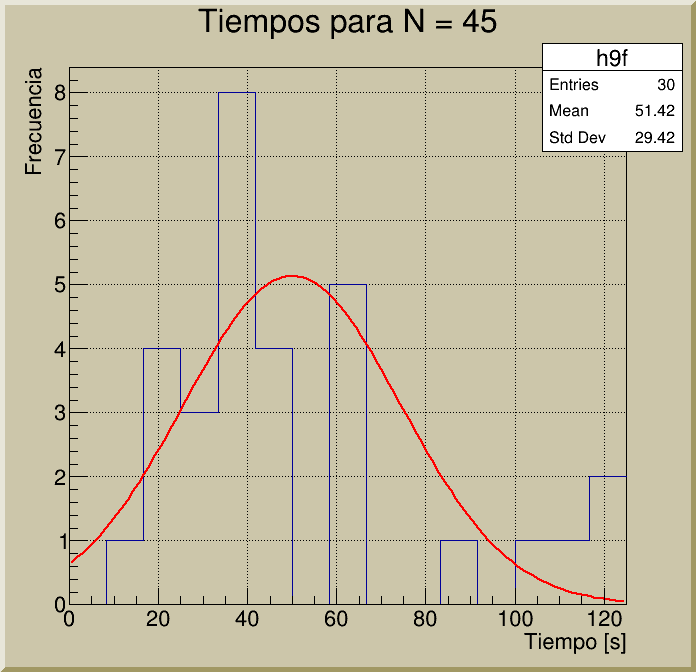 Tiempos para N = 45
h9f
Entries 30
Mean 51.42
Std Dev 29.42
Frecuencia
8
7
6
5
4
3
2
1
0
0 20 40 60 80 100 120
Tiempo [s]